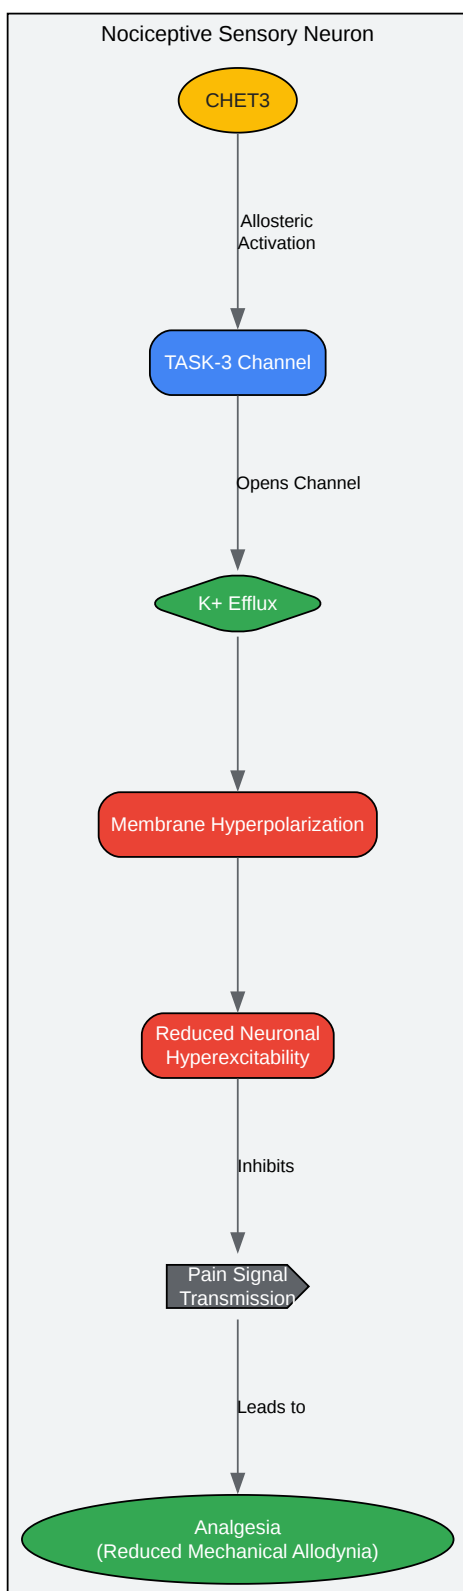 Nociceptive Sensory Neuron
CHET3
Allosteric
Activation
TASK-3 Channel
Opens Channel
K+ Efflux
Membrane Hyperpolarization
Reduced Neuronal
Hyperexcitability
Inhibits
Pain Signal
Transmission
Leads to
Analgesia
(Reduced Mechanical Allodynia)